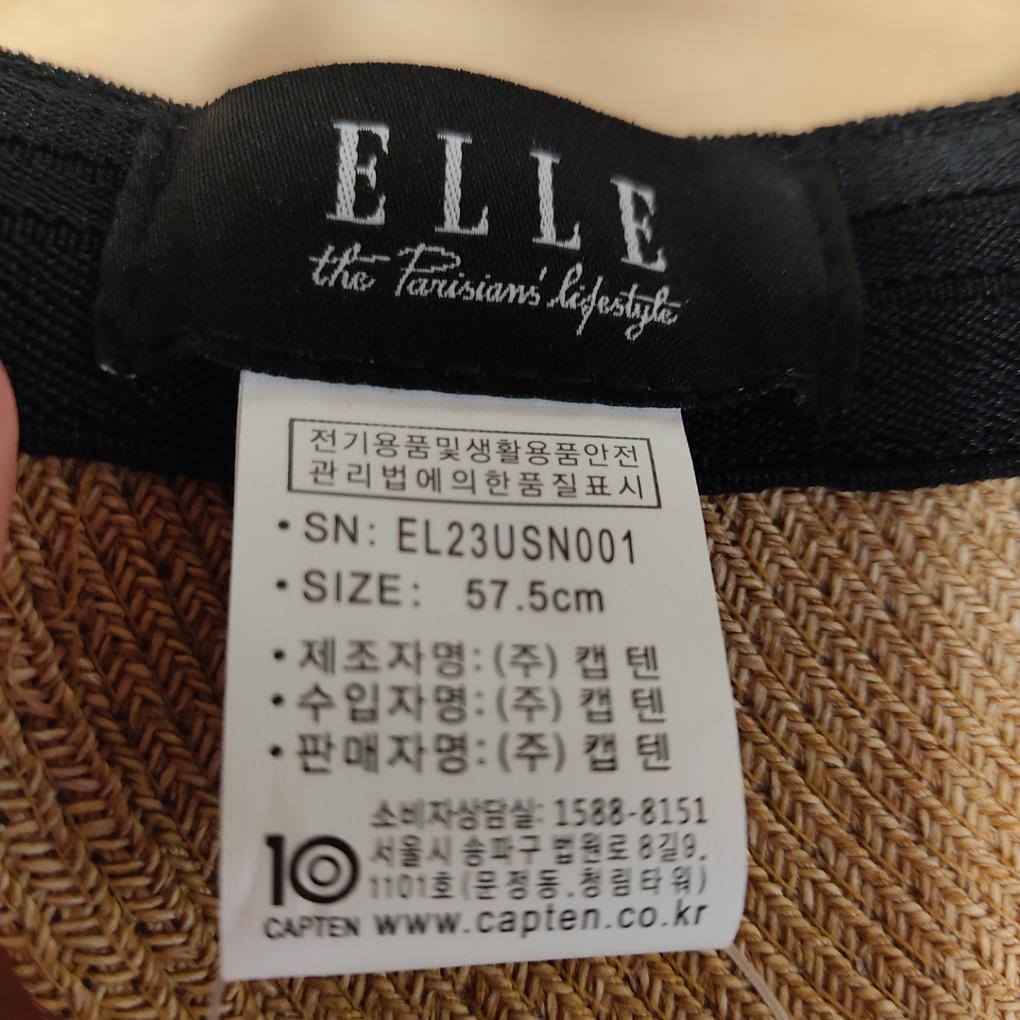 ELLE
the Parisians' lifestyle
전기용품및생활용품안전
관리법에의한품질표시
• SN: EL23USN001
• SIZE: 57.5cm
• 제조자명: (주) 캡 텐
• 수입자명: (주) 캡 텐
• 판매자명: (주) 캡 텐
소비자상담실: 1588-8151
서울시 송파구 법원로 8길9,
1101호 (문정동.청림타워)
10
CAPTEN www.capten.co.kr